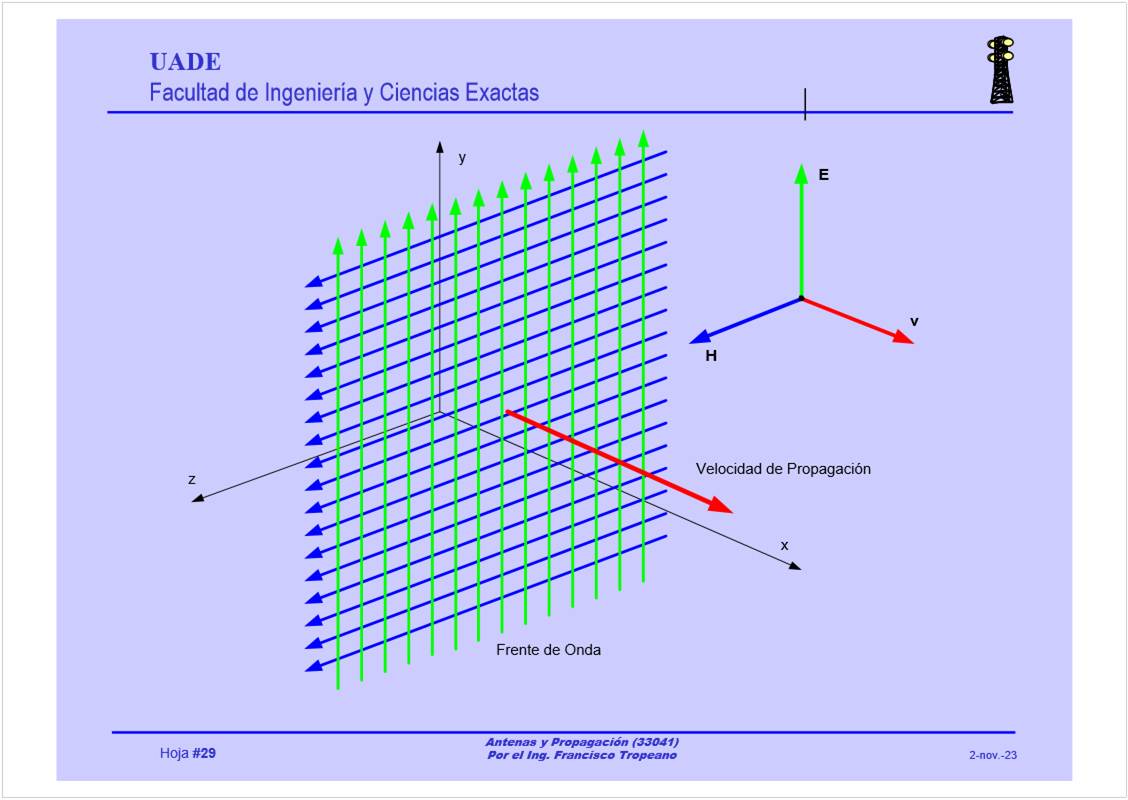 UADE
Facultad de Ingeniería y Ciencias Exactas
y
E
v
H
z
Velocidad de Propagación
x
Frente de Onda
Hoja #29
Antenas y Propagación (33041)
Por el Ing. Francisco Tropeano
2-nov.-23